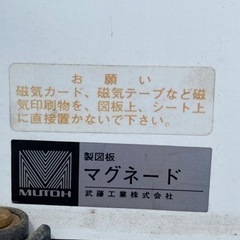 お願い
磁気カード、磁気テープなど磁
気印刷物を、図板上、シート上
に直接置かないで下さい。
製図板
マグネード
MUTOH
武藤工業株式会社